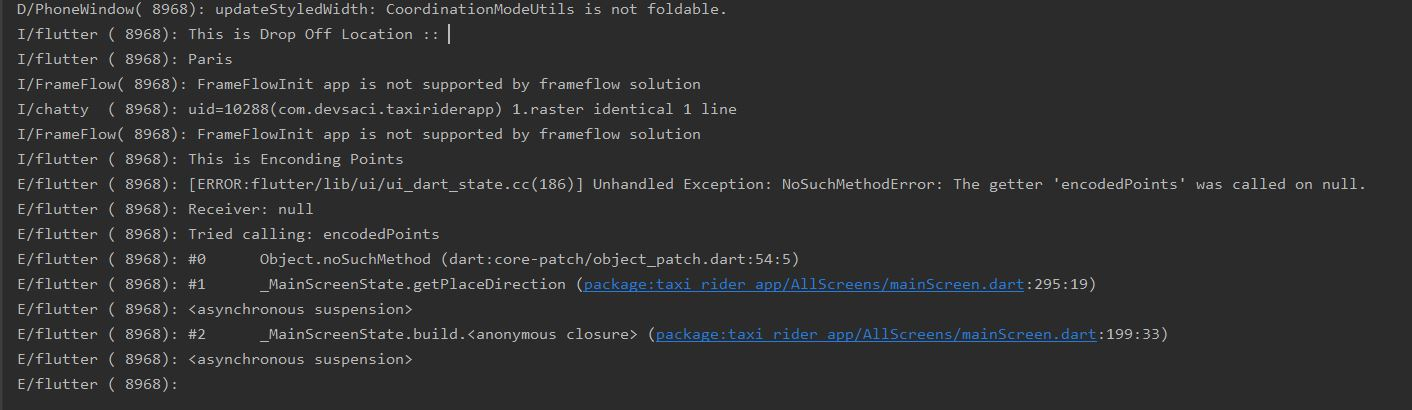 D/PhoneWindow( 8968): updateStyledWidth: CoordinationModeUtils is not foldable.
I/flutter ( 8968): This is Drop Off Location ::
I/flutter ( 8968): Paris
I/FrameFlow( 8968): FrameFlowInit app is not supported by frameflow solution
I/chatty  ( 8968): uid=10288(com.devsaci.taxiriderapp) 1.raster identical 1 line
I/FrameFlow( 8968): FrameFlowInit app is not supported by frameflow solution
I/flutter ( 8968): This is Enconding Points
E/flutter ( 8968): [ERROR:flutter/lib/ui/ui_dart_state.cc(186)] Unhandled Exception: NoSuchMethodError: The getter 'encodedPoints' was called on null.
E/flutter ( 8968): Receiver: null
E/flutter ( 8968): Tried calling: encodedPoints
E/flutter ( 8968): #0      Object.noSuchMethod (dart:core-patch/object_patch.dart:54:5)
E/flutter ( 8968): #1      _MainScreenState.getPlaceDirection (package:taxi_rider_app/AllScreens/mainScreen.dart:295:19)
E/flutter ( 8968): <asynchronous suspension>
E/flutter ( 8968): #2      _MainScreenState.build.<anonymous closure> (package:taxi_rider_app/AllScreens/mainScreen.dart:199:33)
E/flutter ( 8968): <asynchronous suspension>
E/flutter ( 8968):